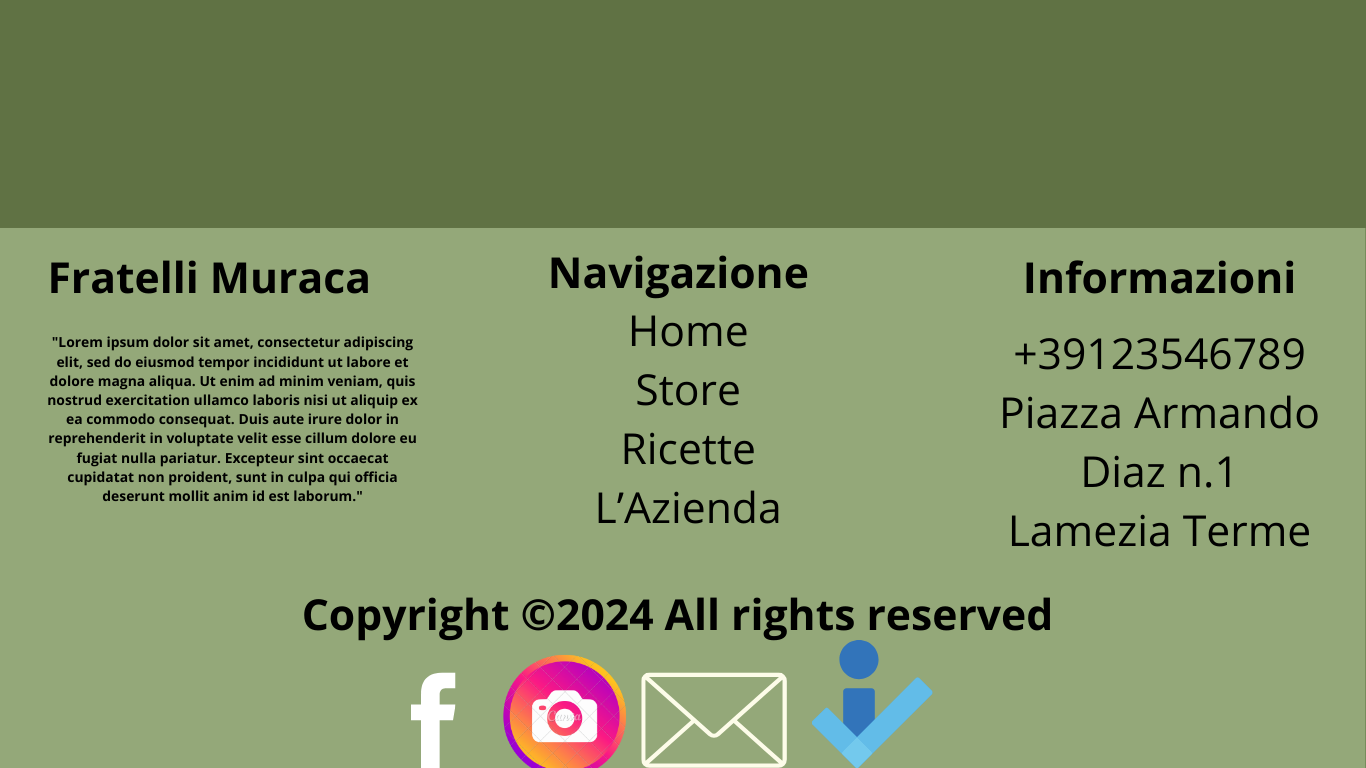 Fratelli Muraca
"Lorem ipsum dolor sit amet, consectetur adipiscing
elit, sed do eiusmod tempor incididunt ut labore et
dolore magna aliqua. Ut enim ad minim veniam, quis
nostrud exercitation ullamco laboris nisi ut aliquip ex
ea commodo consequat. Duis aute irure dolor in
reprehenderit in voluptate velit esse cillum dolore eu
fugiat nulla pariatur. Excepteur sint occaecat
cupidatat non proident, sunt in culpa qui officia
deserunt mollit anim id est laborum."
Navigazione
Home
Store
Ricette
L’Azienda
Informazioni
+39123546789
Piazza Armando
Diaz n.1
Lamezia Terme
Copyright ©2024 All rights reserved
Canva